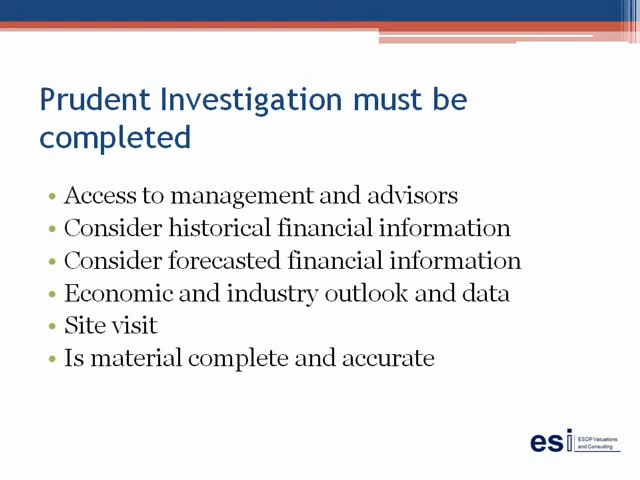 Prudent Investigation must be
completed
• Access to management and advisors
• Consider historical financial information
• Consider forecasted financial information
• Economic and industry outlook and data
• Site visit
• Is material complete and accurate
esi
ESOP Valuations
and Consulting